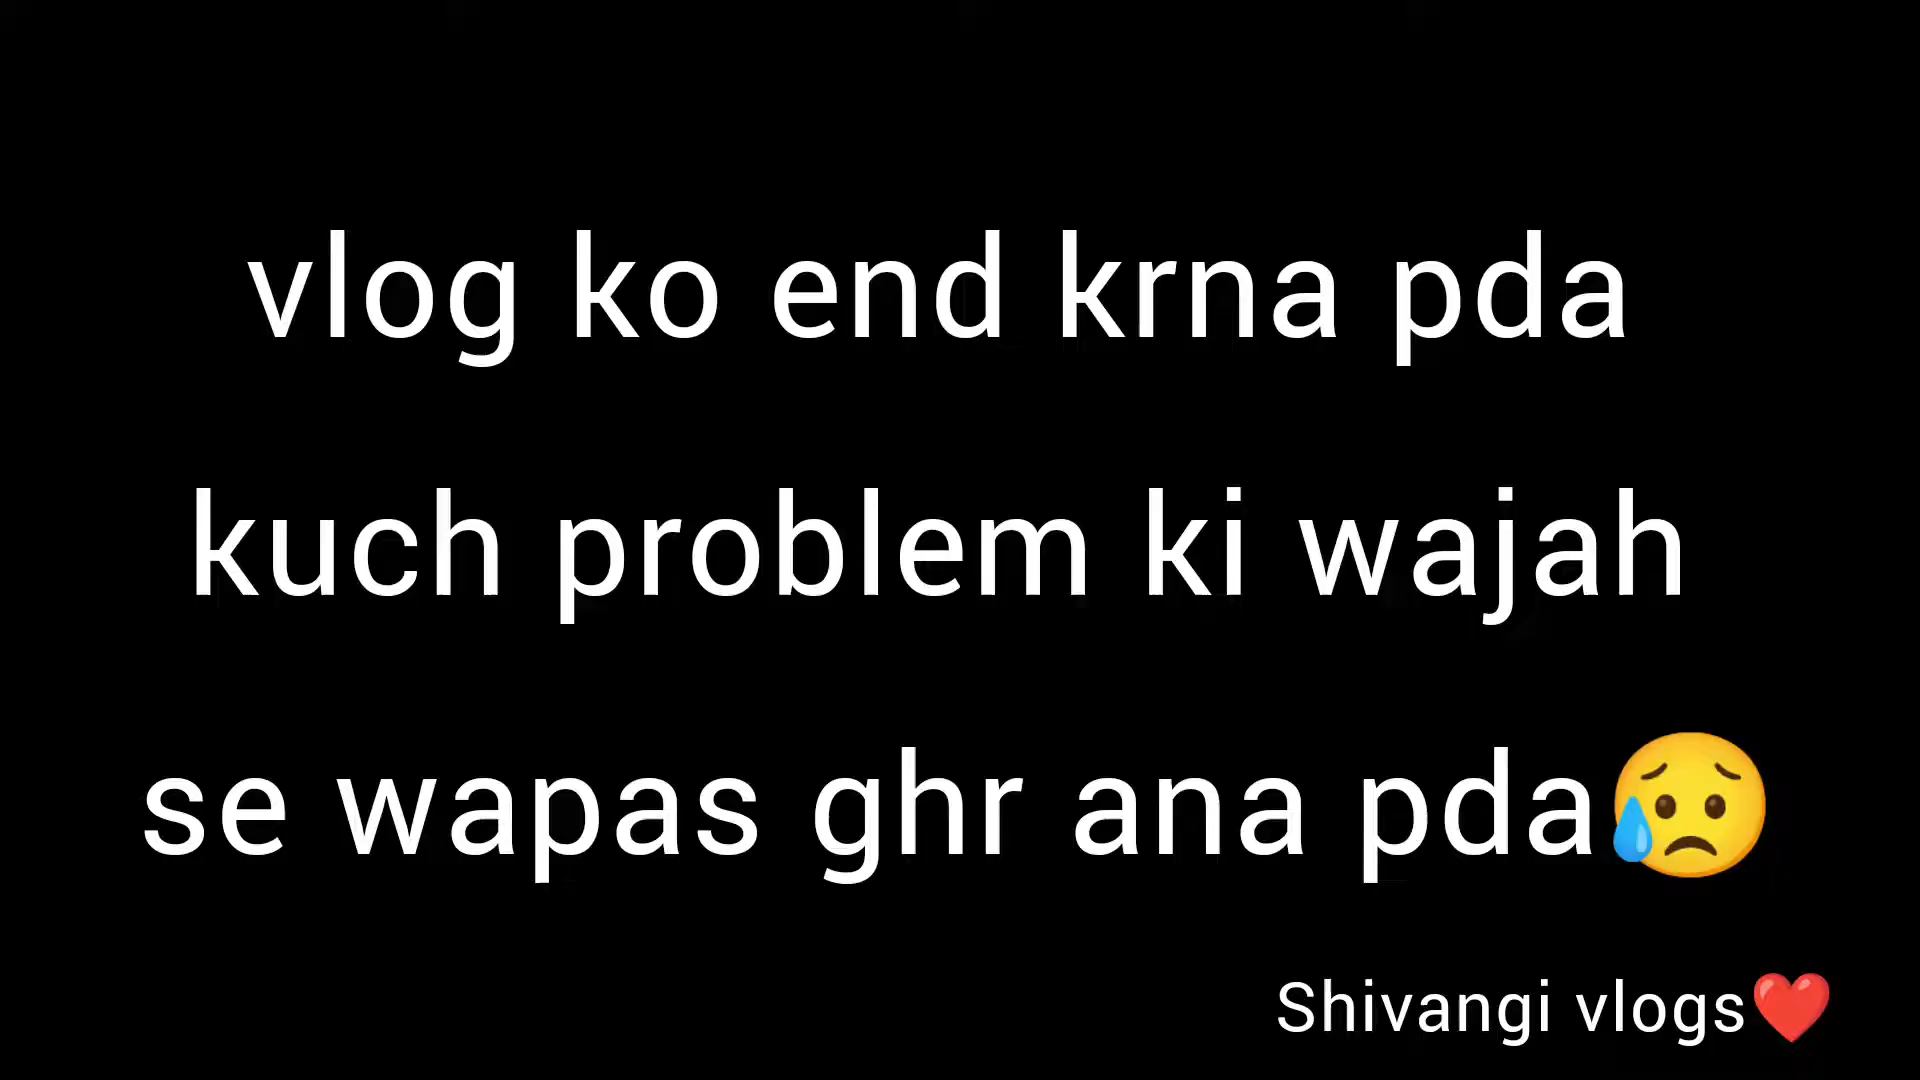 vlog ko end krna pda
kuch problem ki wajah
se wapas ghr ana pda😥
Shivangi vlogs❤️